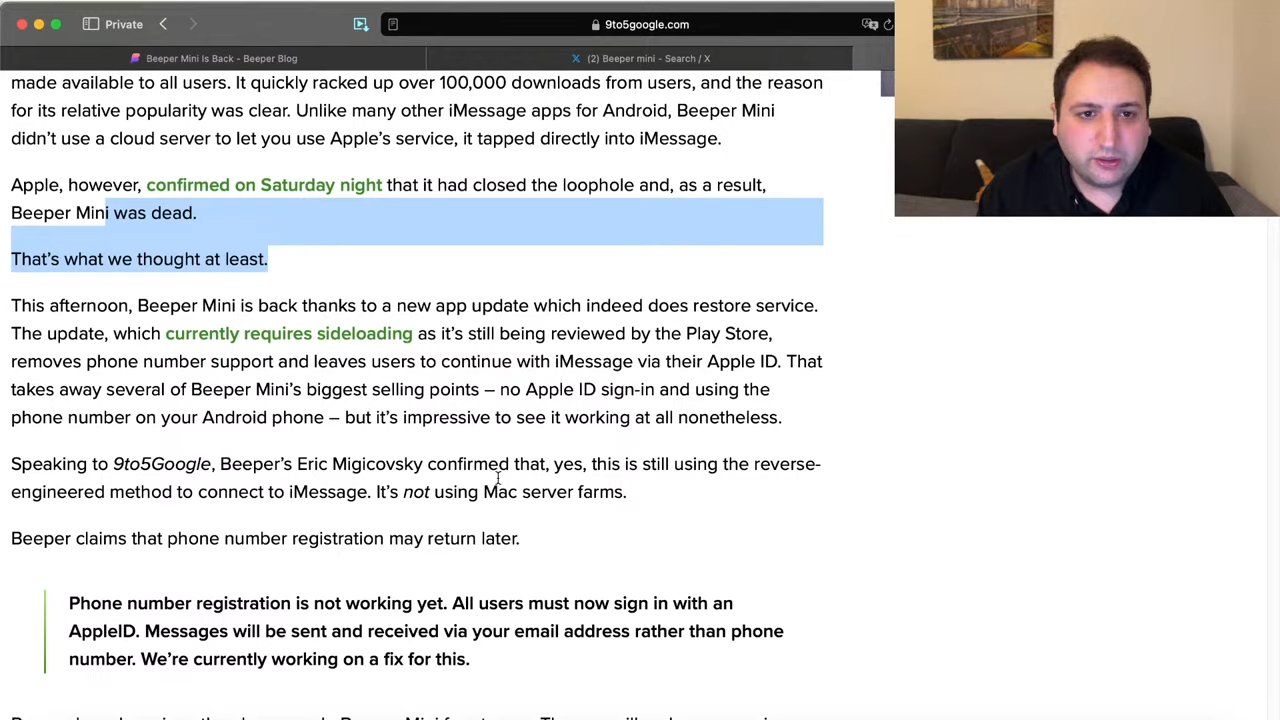 Private
9to5google.com
Beeper Mini Is Back - Beeper Blog
(2) Beeper mini - Search / X
made available to all users. It quickly racked up over 100,000 downloads from users, and the reason
for its relative popularity was clear. Unlike many other iMessage apps for Android, Beeper Mini
didn’t use a cloud server to let you use Apple’s service, it tapped directly into iMessage.
Apple, however, confirmed on Saturday night that it had closed the loophole and, as a result,
Beeper Mini was dead.
That’s what we thought at least.
This afternoon, Beeper Mini is back thanks to a new app update which indeed does restore service.
The update, which currently requires sideloading as it’s still being reviewed by the Play Store,
removes phone number support and leaves users to continue with iMessage via their Apple ID. That
takes away several of Beeper Mini’s biggest selling points – no Apple ID sign-in and using the
phone number on your Android phone – but it’s impressive to see it working at all nonetheless.
Speaking to 9to5Google, Beeper’s Eric Migicovsky confirmed that, yes, this is still using the reverse-
engineered method to connect to iMessage. It’s not using Mac server farms.
Beeper claims that phone number registration may return later.
Phone number registration is not working yet. All users must now sign in with an
AppleID. Messages will be sent and received via your email address rather than phone
number. We’re currently working on a fix for this.